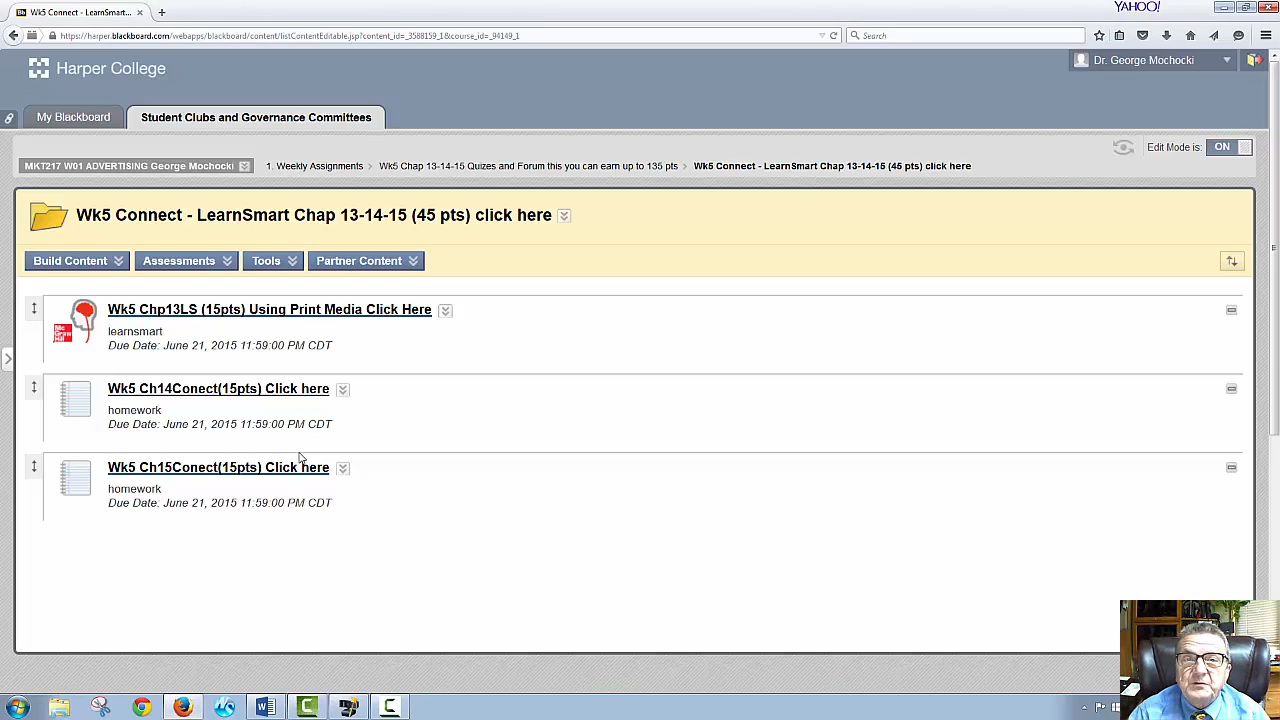 YAHOO!
Wk5 Connect - LearnSmart...
https://harper.blackboard.com/webapps/blackboard/content/listContentEditable.jsp?content_id=_3588159_1&course_id=_94149_1
Search
Harper College
Dr. George Mochocki
My Blackboard
Student Clubs and Governance Committees
MKT217 W01 ADVERTISING George Mochocki
1. Weekly Assignments
Wk5 Chap 13-14-15 Quizes and Forum this you can earn up to 135 pts
Wk5 Connect - LearnSmart Chap 13-14-15 (45 pts) click here
Edit Mode is: ON
Wk5 Connect - LearnSmart Chap 13-14-15 (45 pts) click here
Build Content
Assessments
Tools
Partner Content
Wk5 Chp13LS (15pts) Using Print Media Click Here
Mc
Graw
Hill
learnsmart
Due Date: June 21, 2015 11:59:00 PM CDT
Wk5 Ch14Conect(15pts) Click here
homework
Due Date: June 21, 2015 11:59:00 PM CDT
Wk5 Ch15Conect(15pts) Click here
homework
Due Date: June 21, 2015 11:59:00 PM CDT